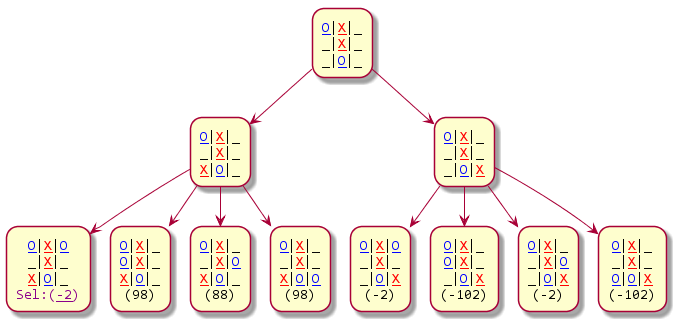 O|X|_
_|X|_
_|O|_
O|X|_
_|X|_
X|O|_
O|X|_
_|X|_
_|O|X
O|X|O
_|X|_
X|O|_
Sel:(-2)
O|X|_
O|X|_
X|O|_
(98)
O|X|_
_|X|O
X|O|_
(88)
O|X|_
_|X|_
X|O|O
(98)
O|X|O
_|X|_
_|O|X
(-2)
O|X|_
O|X|_
_|O|X
(-102)
O|X|_
_|X|O
_|O|X
(-2)
O|X|_
_|X|_
O|O|X
(-102)